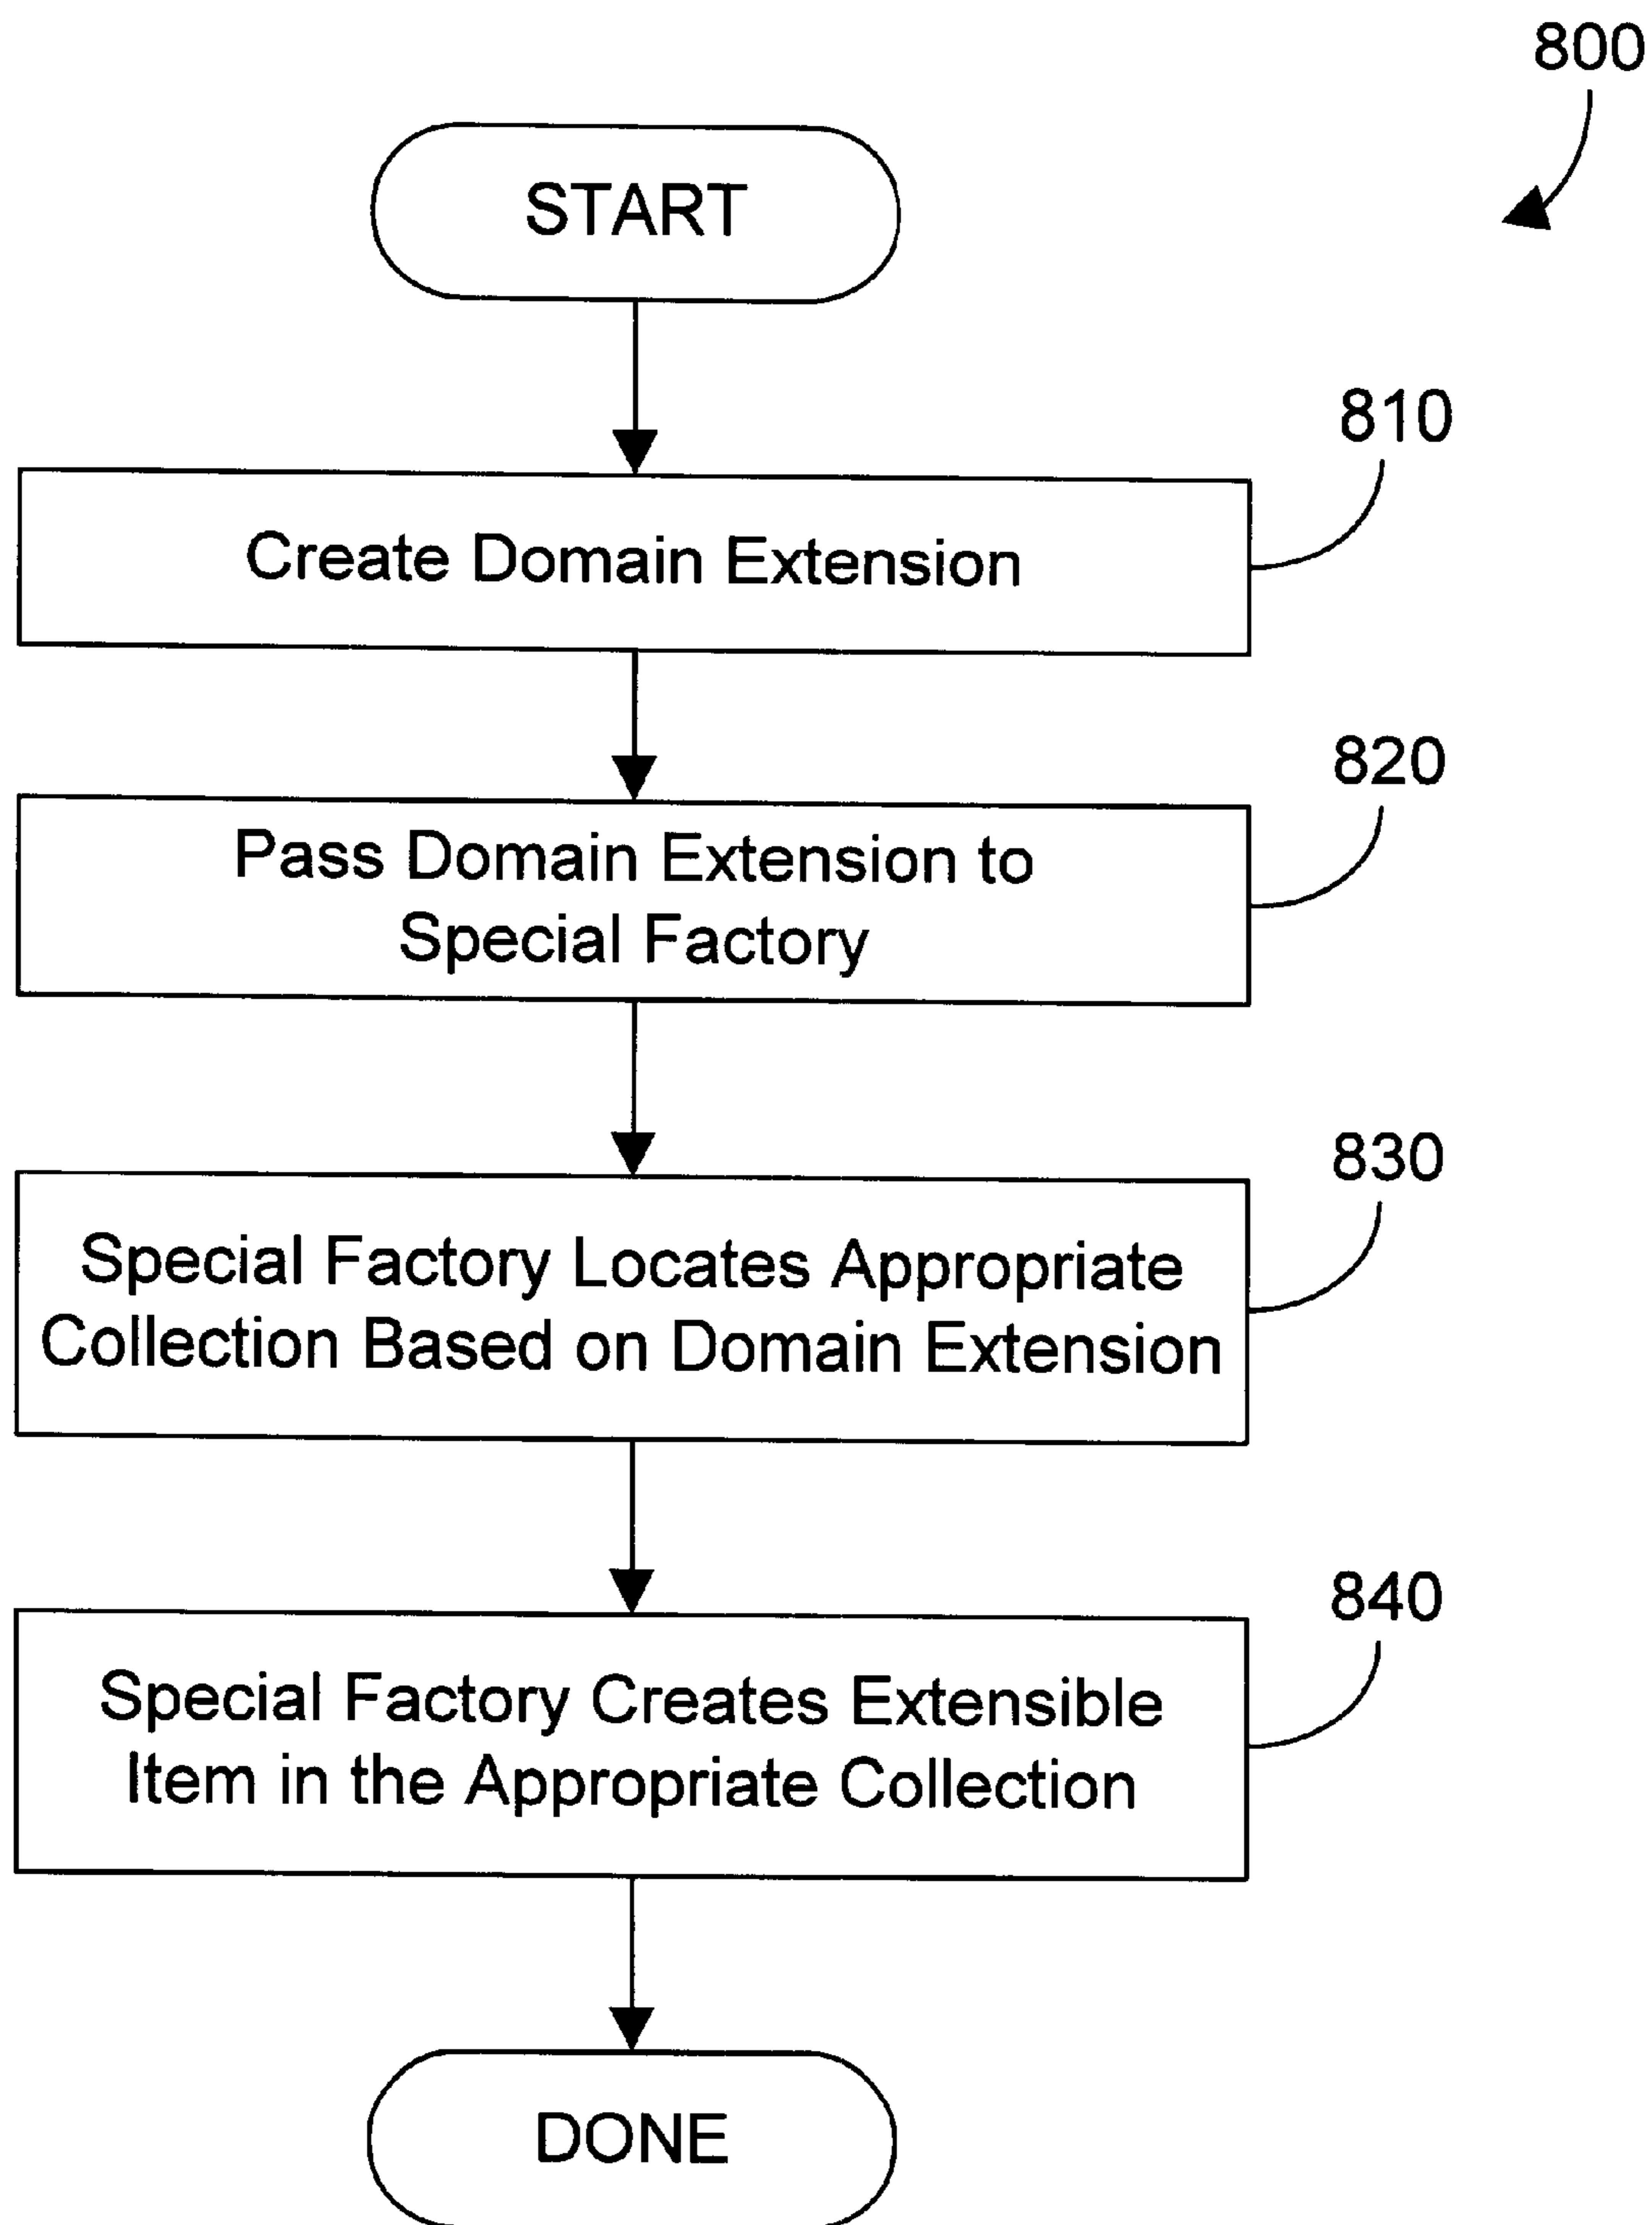 800
START
810
Create Domain Extension
820
Pass Domain Extension to
Special Factory
830
Special Factory Locates Appropriate
Collection Based on Domain Extension
840
Special Factory Creates Extensible
Item in the Appropriate Collection
DONE